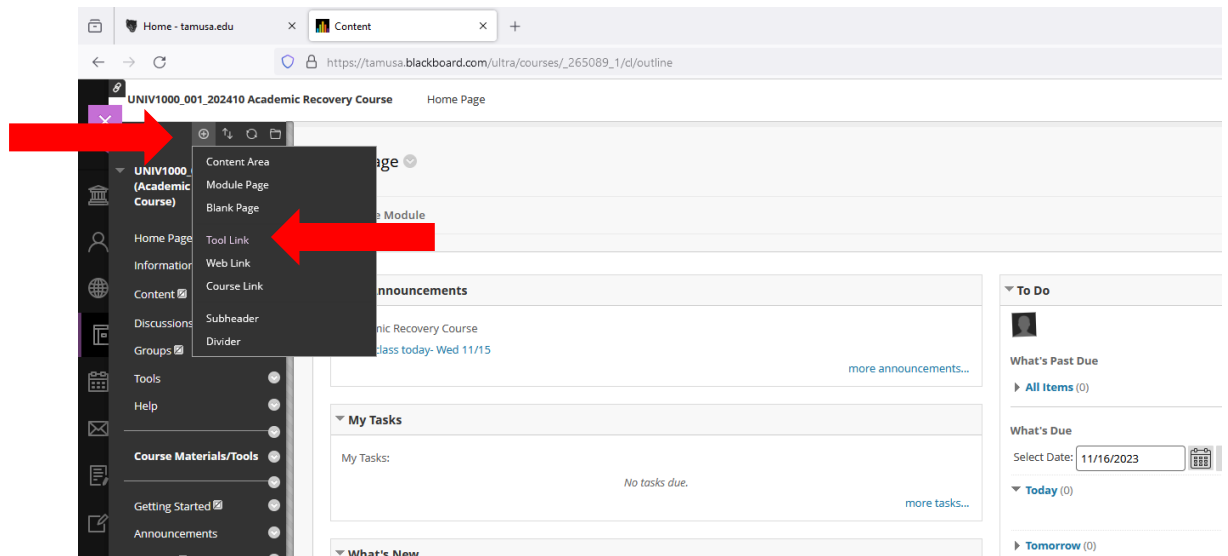 Home - tamusa.edu
Content
https://tamusa.blackboard.com/ultra/courses/_265089_1/cl/outline
UNIV1000_001_202410 Academic Recovery Course Home Page
UNIV1000_
(Academic
Course)
Home Page
Information
Content
Discussions
Groups
Tools
Help
Course Materials/Tools
Getting Started
Announcements
Content Area
Module Page
Blank Page
Tool Link
Web Link
Course Link
Subheader
Divider
age
e Module
nnouncements
nic Recovery Course
class today- Wed 11/15
more announcements...
My Tasks
My Tasks:
No tasks due.
more tasks...
What's New
To Do
What's Past Due
All Items (0)
What's Due
Select Date: 11/16/2023
Today (0)
Tomorrow (0)